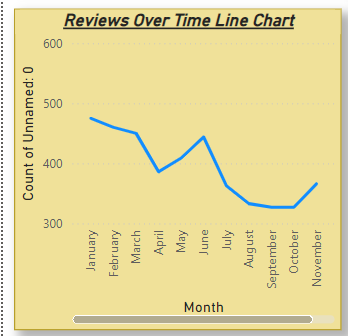 Reviews Over Time Line Chart
600
500
400
300
Count of Unnamed: 0
January
February
March
April
May
June
July
August
September
October
November
Month